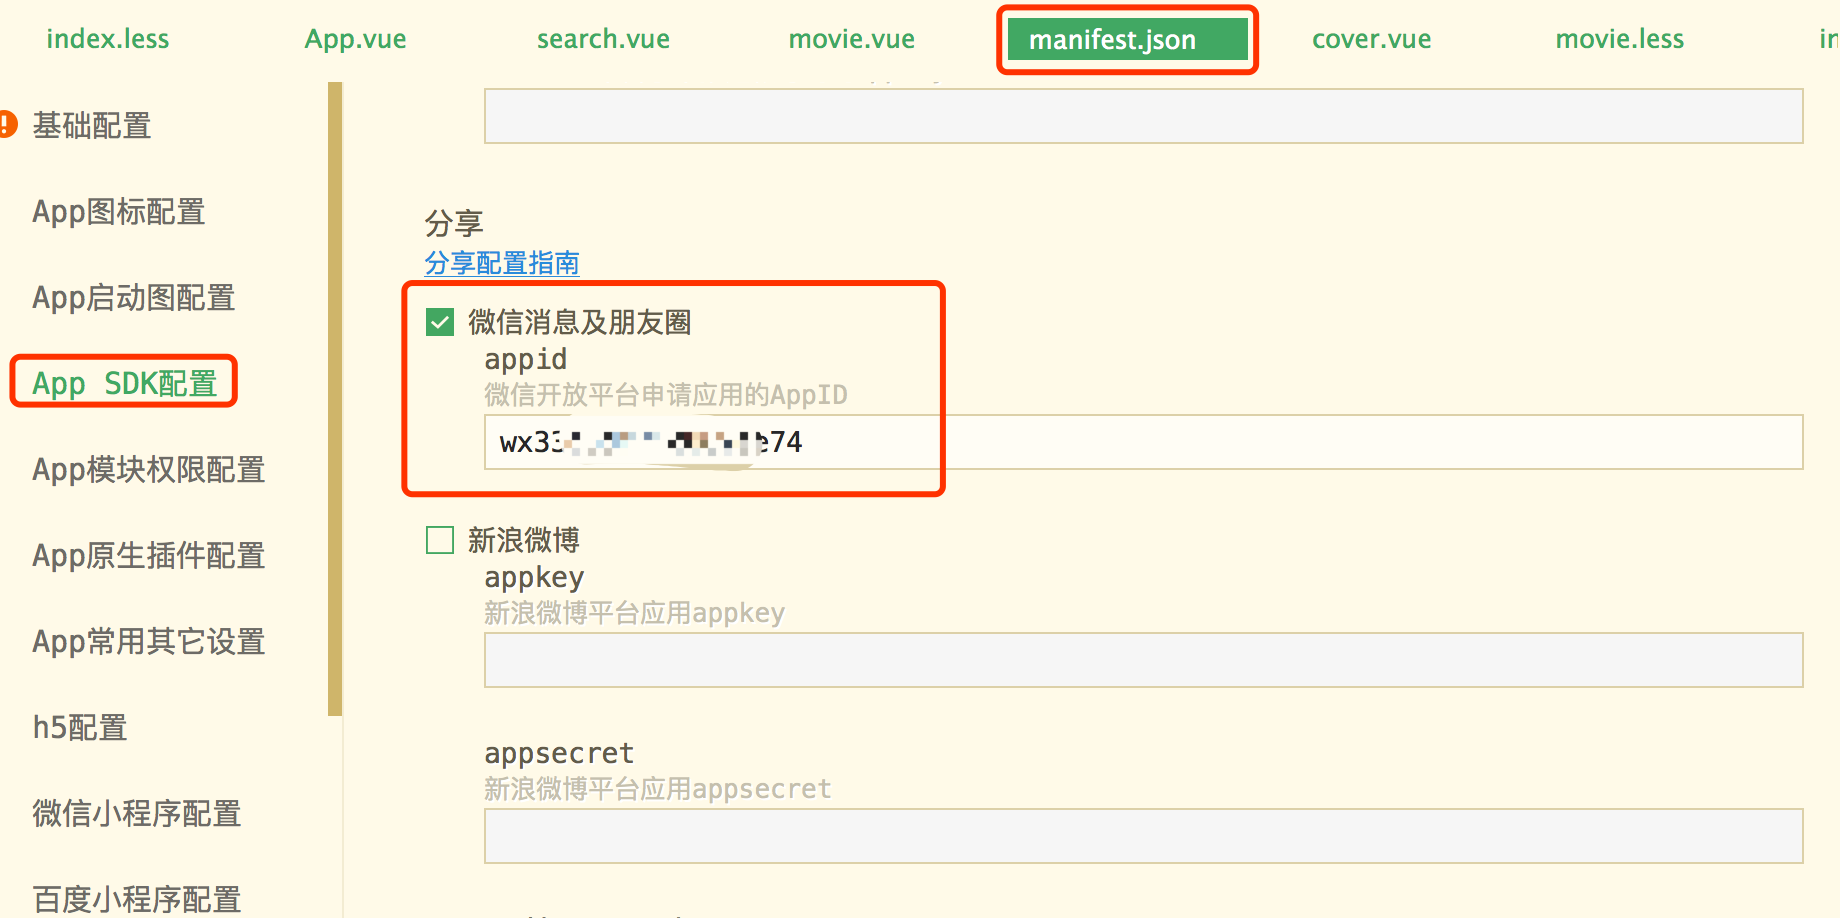 index.less
App.vue
search.vue
movie.vue
manifest.json
cover.vue
movie.less
基础配置
App图标配置
App启动图配置
App SDK配置
App模块权限配置
App原生插件配置
App常用其它设置
h5配置
微信小程序配置
百度小程序配置
分享
分享配置指南
微信消息及朋友圈
appid
微信开放平台申请应用的AppID
wx33
e74
新浪微博
appkey
新浪微博平台应用appkey
appsecret
新浪微博平台应用appsecret